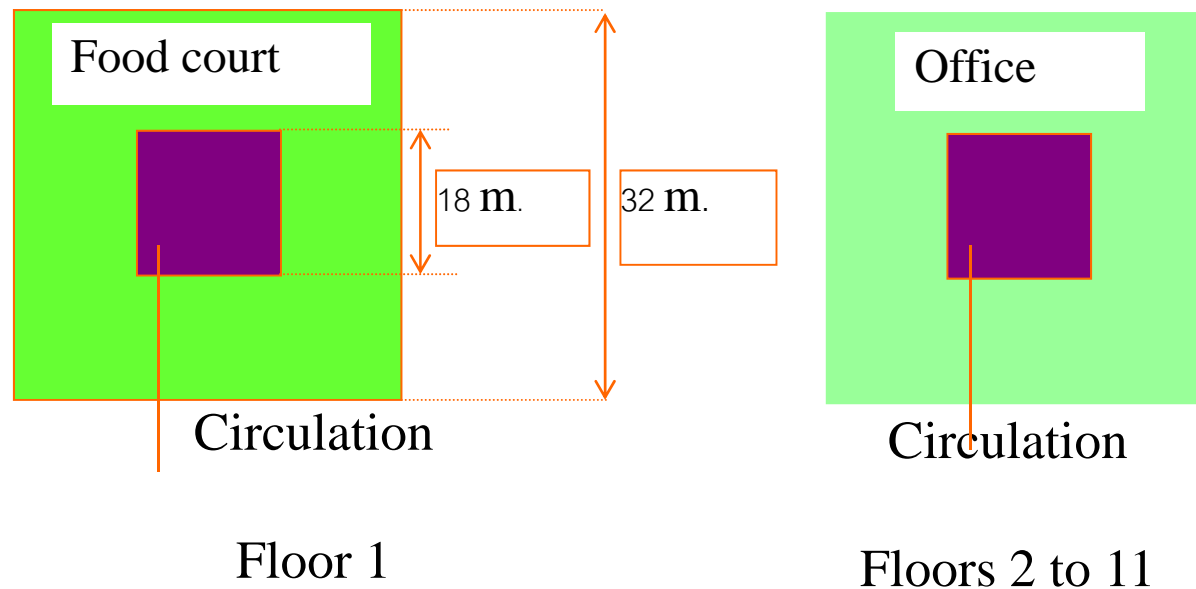 Food court
Office
18 m.
32 m.
Circulation
Circulation
Floor 1
Floors 2 to 11